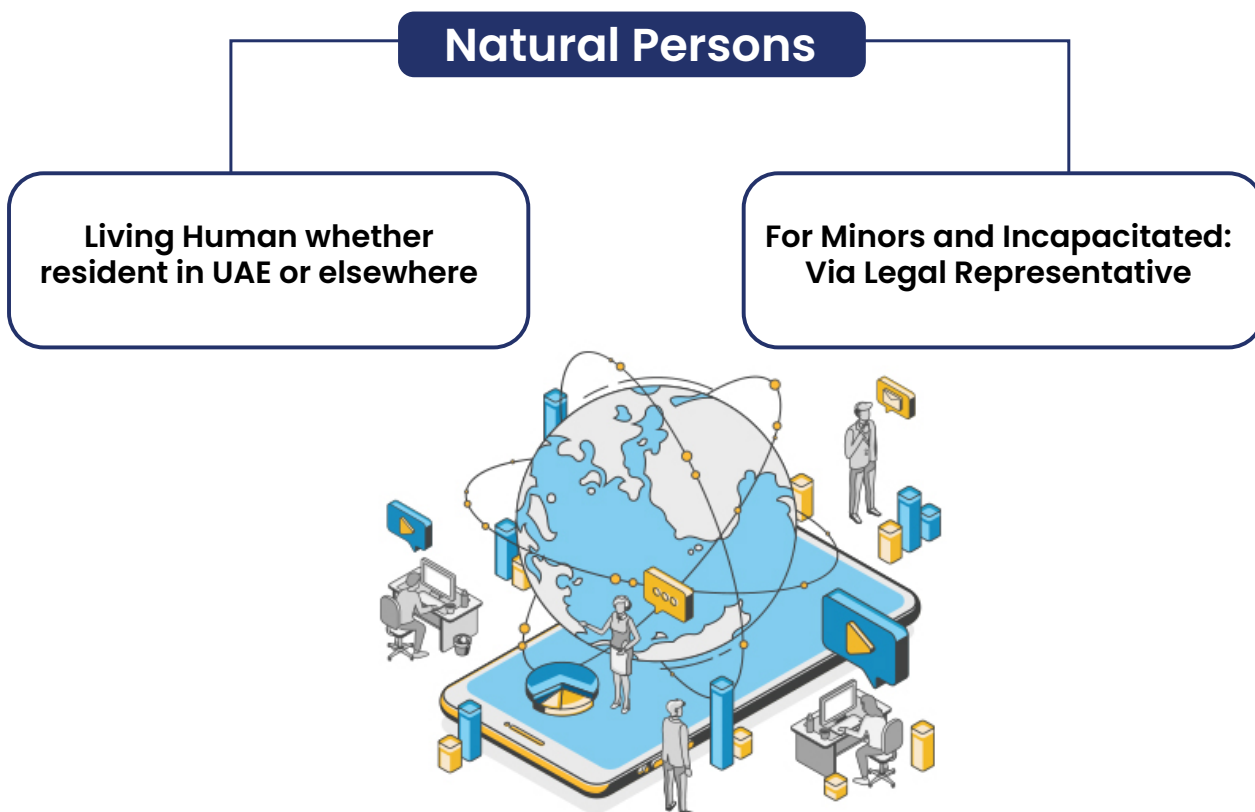 Natural Persons
Living Human whether
resident in UAE or elsewhere
For Minors and Incapacitated:
Via Legal Representative